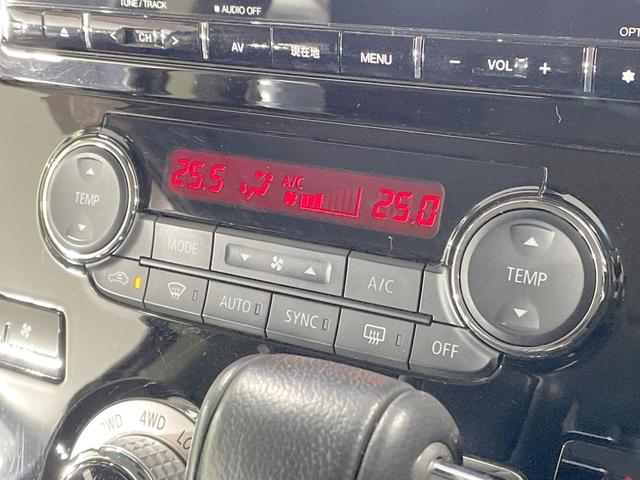 TUNE / TRACK
AUDIO OFF
OPT
CH
AV
現在地
MENU
− VOL +
25.5 A/C 25.0
TEMP
TEMP
MODE
A/C
AUTO
SYNC
OFF
2WD 4WD LO